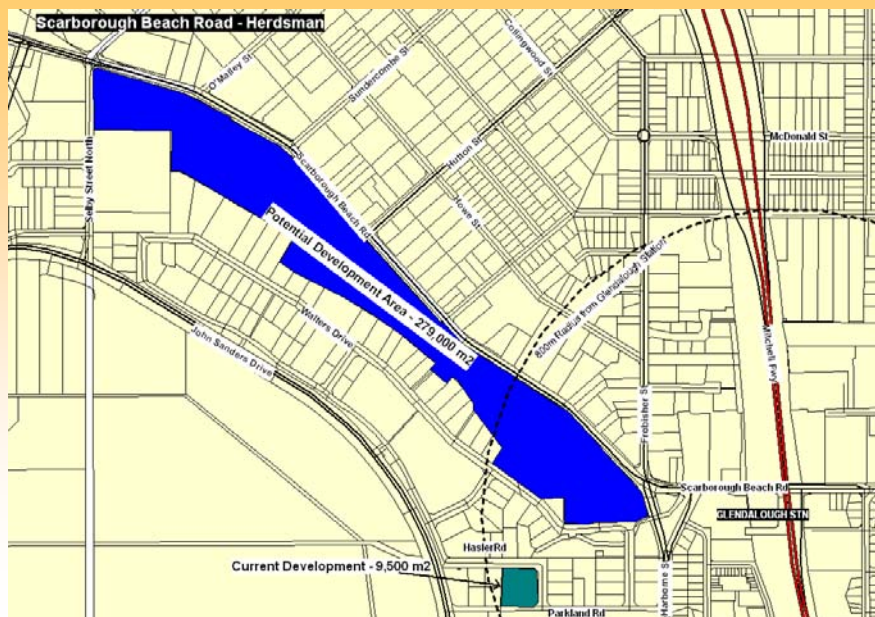 Scarborough Beach Road - Herdsman
O'Malley St
Sundercombe St
Collingwood St
McDonald St
Hutton St
Scarborough Beach Rd
Howe St
Selby Street North
Potential Development Area - 279,000 m2
800m Radius from Glendalough Station
Walters Drive
John Sanders Drive
Mitchell Fwy
Frobisher St
Scarborough Beach Rd
GLENDALOUGH STN
HaslerRd
Current Development - 9,500 m2
Harborne St
Parkland Rd